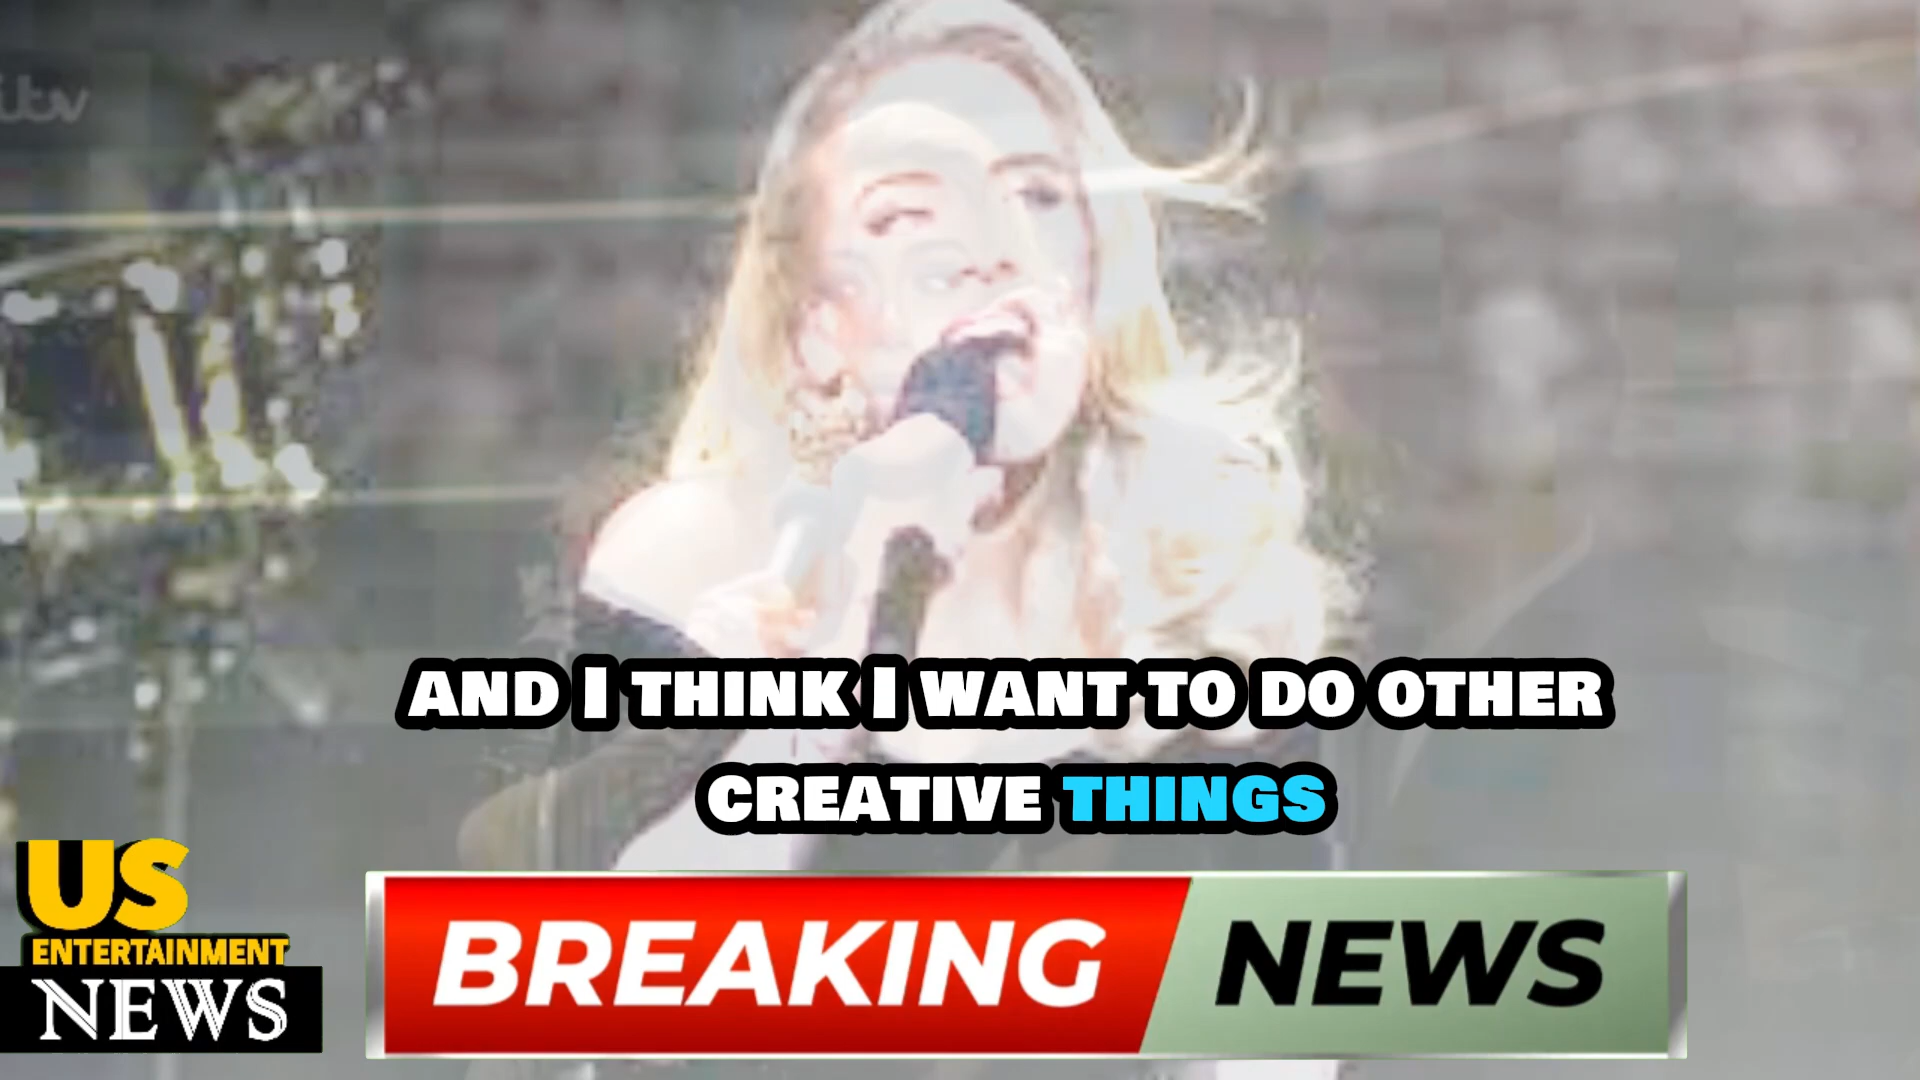 itv
AND I THINK I WANT TO DO OTHER
CREATIVE THINGS
US
ENTERTAINMENT
NEWS
BREAKING NEWS